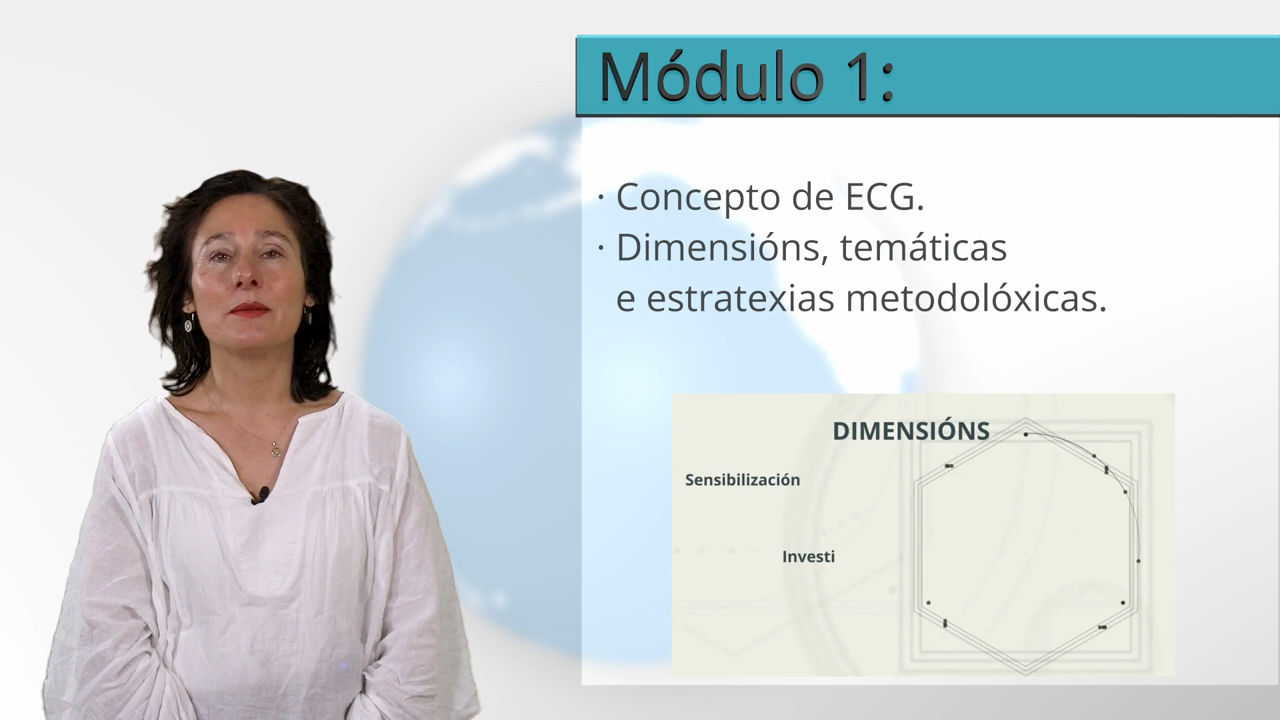 Módulo 1:
· Concepto de ECG.
· Dimensións, temáticas
e estratexias metodolóxicas.
DIMENSIÓNS
Sensibilización
Investi